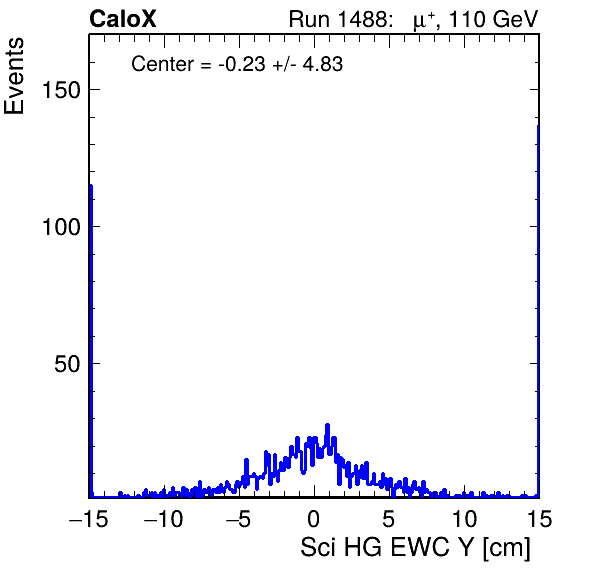 CaloX Run 1488: μ⁺, 110 GeV
Center = -0.23 +/- 4.83
Events
150
100
50
−15 −10 −5 0 5 10 15
Sci HG EWC Y [cm]